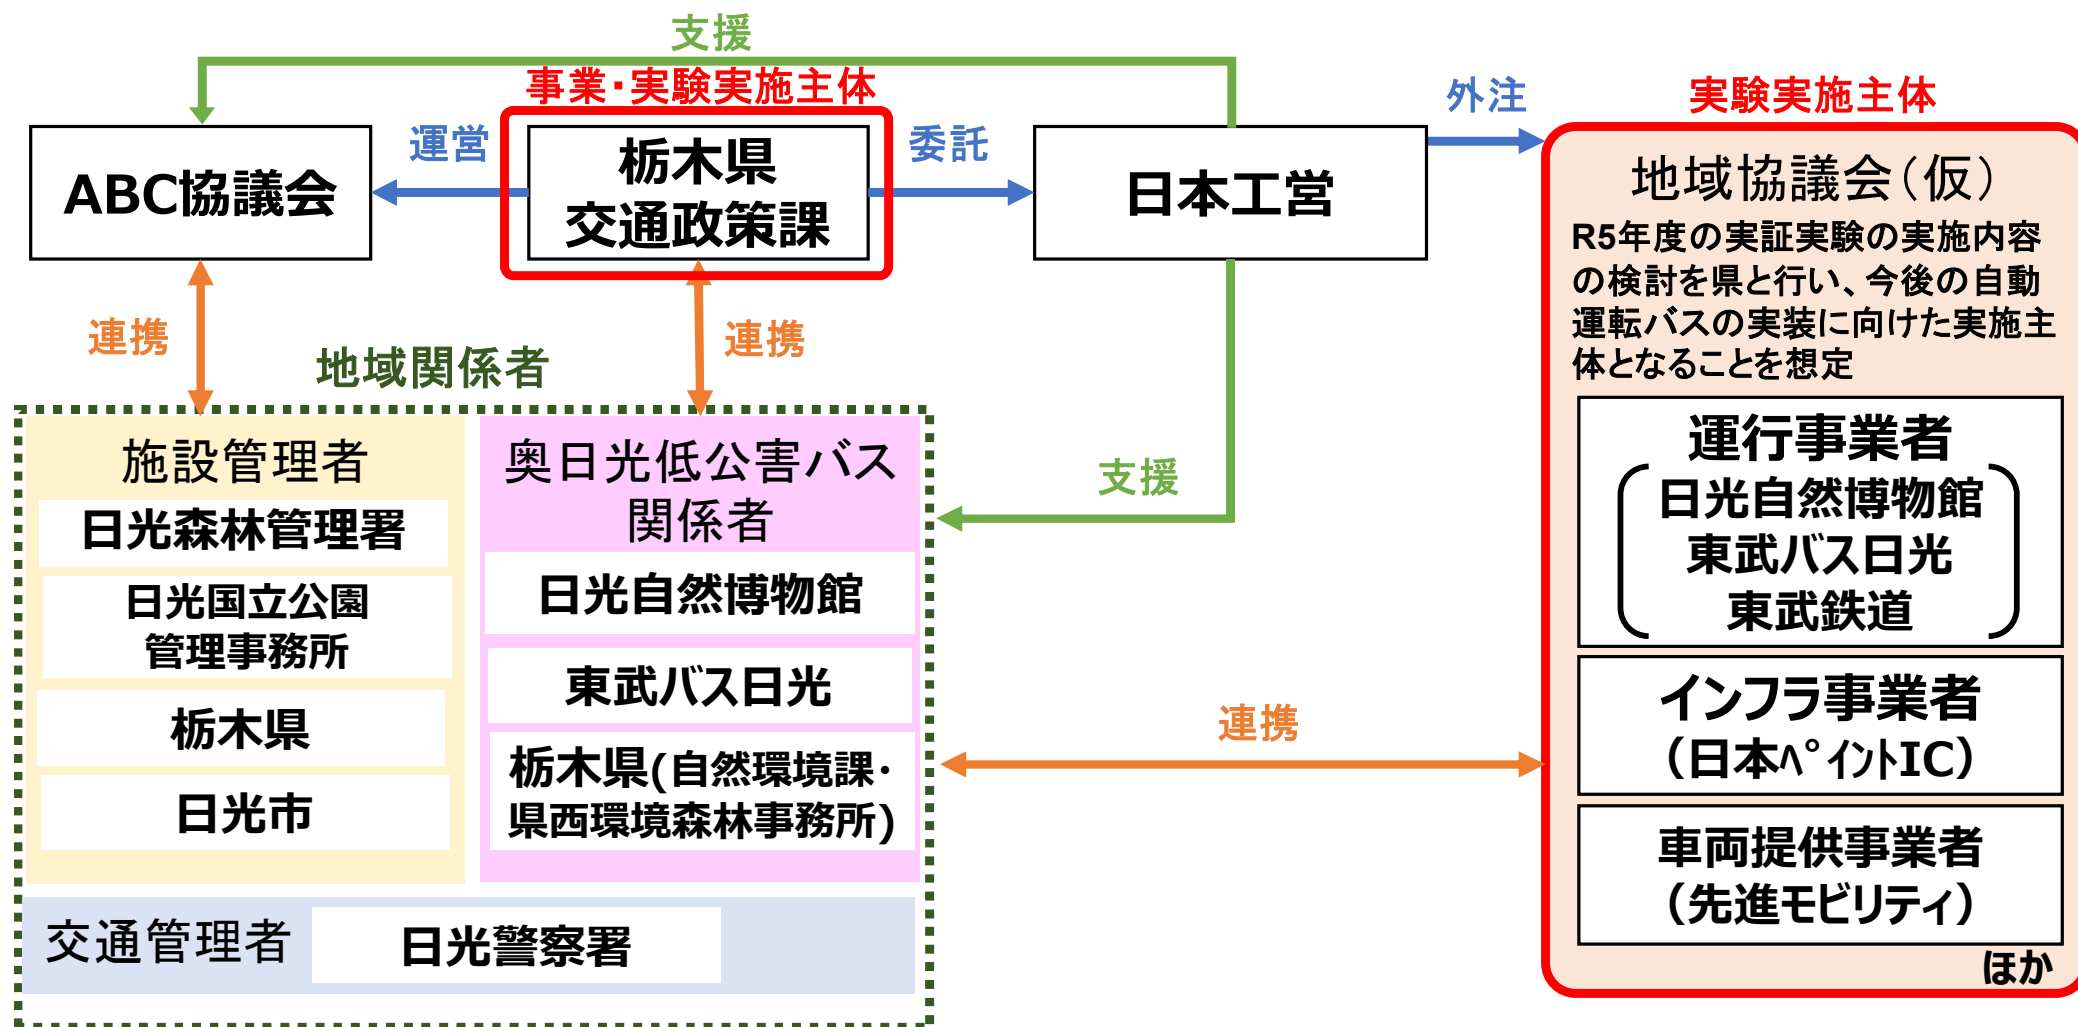 支援
事業・実験実施主体
外注
実験実施主体
ABC協議会
運営
栃木県
交通政策課
委託
日本工営
地域協議会(仮)
R5年度の実証実験の実施内容
の検討を県と行い、今後の自動
運転バスの実装に向けた実施主
体となることを想定
連携
連携
地域関係者
施設管理者
日光森林管理署
日光国立公園
管理事務所
栃木県
日光市
奥日光低公害バス
関係者
日光自然博物館
東武バス日光
栃木県(自然環境課・
県西環境森林事務所)
交通管理者
日光警察署
支援
連携
運行事業者
日光自然博物館
東武バス日光
東武鉄道
インフラ事業者
(日本ﾍﾟｲﾝﾄIC)
車両提供事業者
(先進モビリティ)
ほか